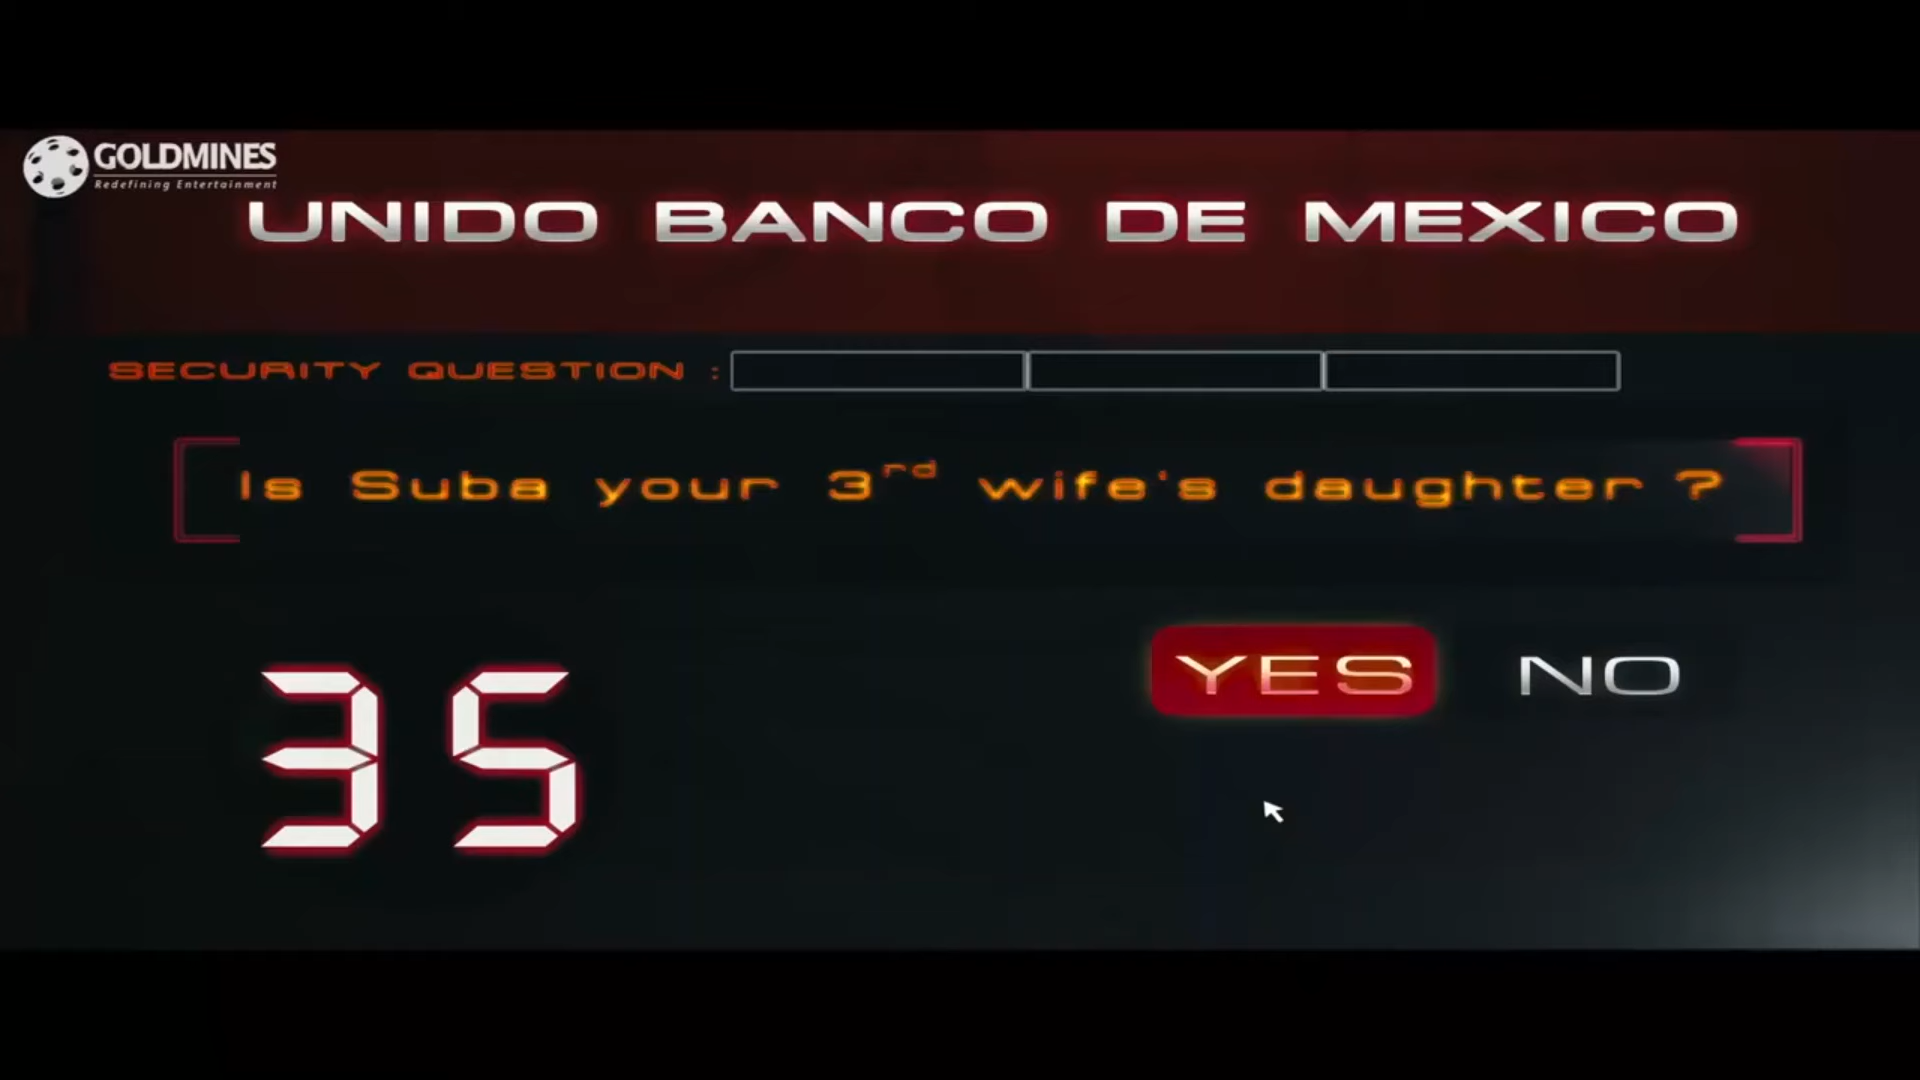 GOLDMINES
Redefining Entertainment
UNIDO BANCO DE MEXICO
SECURITY QUESTION :
Is Suba your 3rd wife's daughter ?
YES NO
35